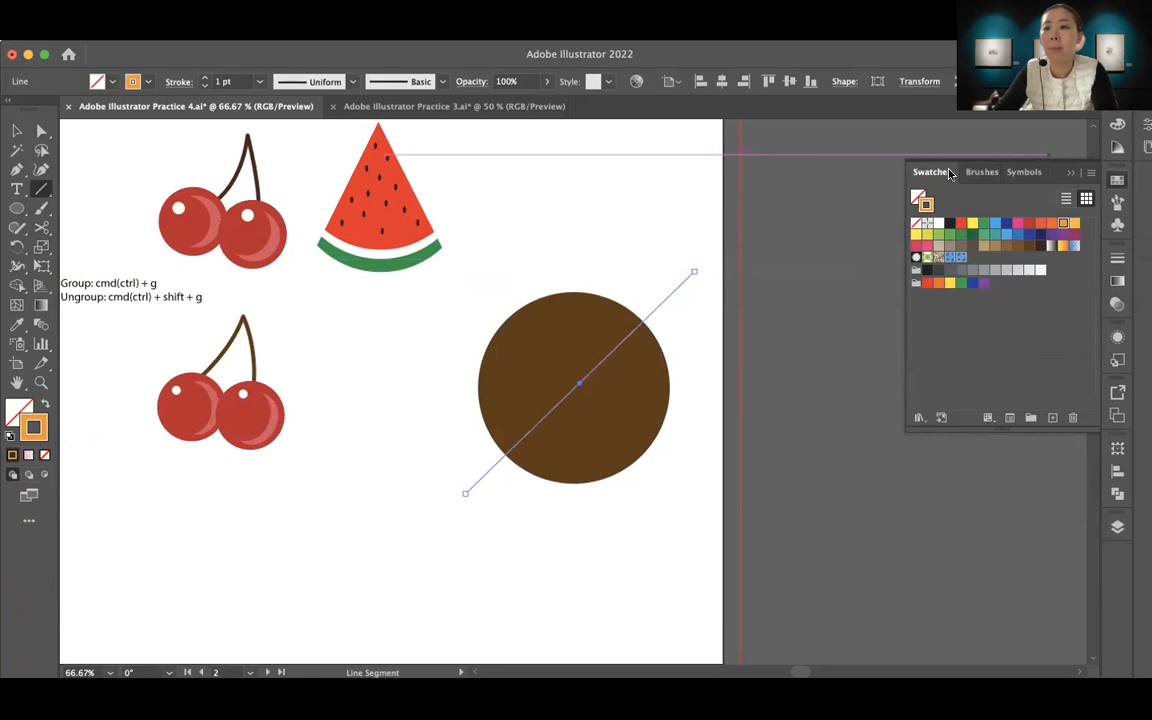 Adobe Illustrator 2022
Line
Stroke:
1 pt
Uniform
Basic
Opacity:
100%
Style:
Shape:
Transform
× Adobe Illustrator Practice 4.ai* @ 66.67 % (RGB/Preview)
× Adobe Illustrator Practice 3.ai* @ 50 % (RGB/Preview)
Swatches
Brushes
Symbols
Group: cmd(ctrl) + g
Ungroup: cmd(ctrl) + shift + g
66.67%
0°
2
Line Segment